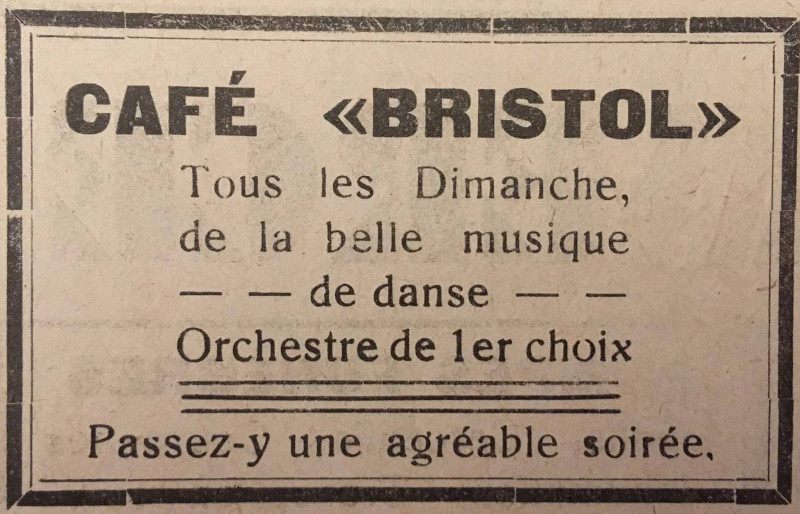 CAFÉ «BRISTOL»
Tous les Dimanche,
de la belle musique
— — de danse — —
Orchestre de 1er choix
Passez-y une agréable soirée.